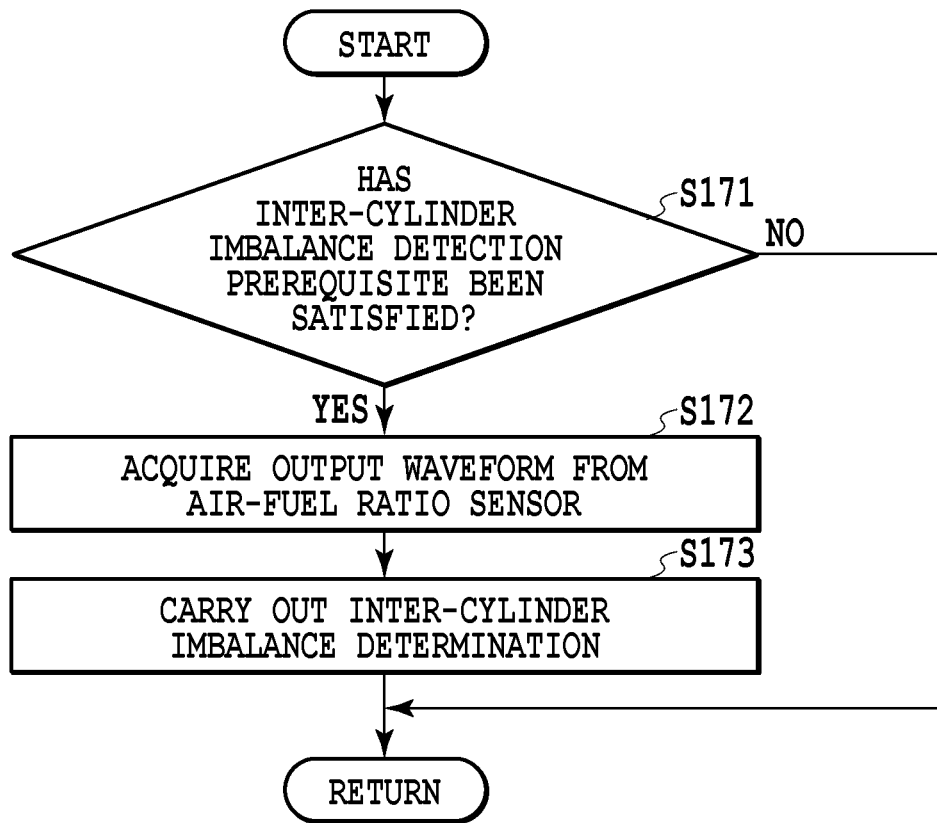 START
HAS
INTER-CYLINDER
IMBALANCE DETECTION
PREREQUISITE BEEN
SATISFIED?
S171
NO
YES
S172
ACQUIRE OUTPUT WAVEFORM FROM
AIR-FUEL RATIO SENSOR
S173
CARRY OUT INTER-CYLINDER
IMBALANCE DETERMINATION
RETURN